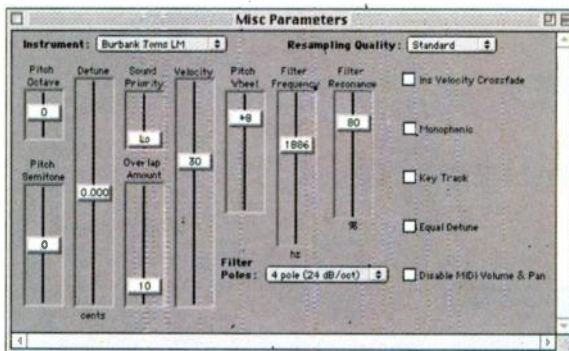 Misc Parameters
Instrument: Burbank Toms LM
Resampling Quality: Standard
Pitch Octave
0
Detune
0.000
cents
Sound Priority
Lo
Velocity
30
Pitch Wheel
+8
Filter Frequency
1886
hz
Filter Resonance
80
%
Pitch Semitone
0
Overlap Amount
10
Filter Poles: 4 pole (24 dB/oct)
Ins Velocity Crossfade
Monophonic
Key Track
Equal Detune
Disable MIDI Volume & Pan